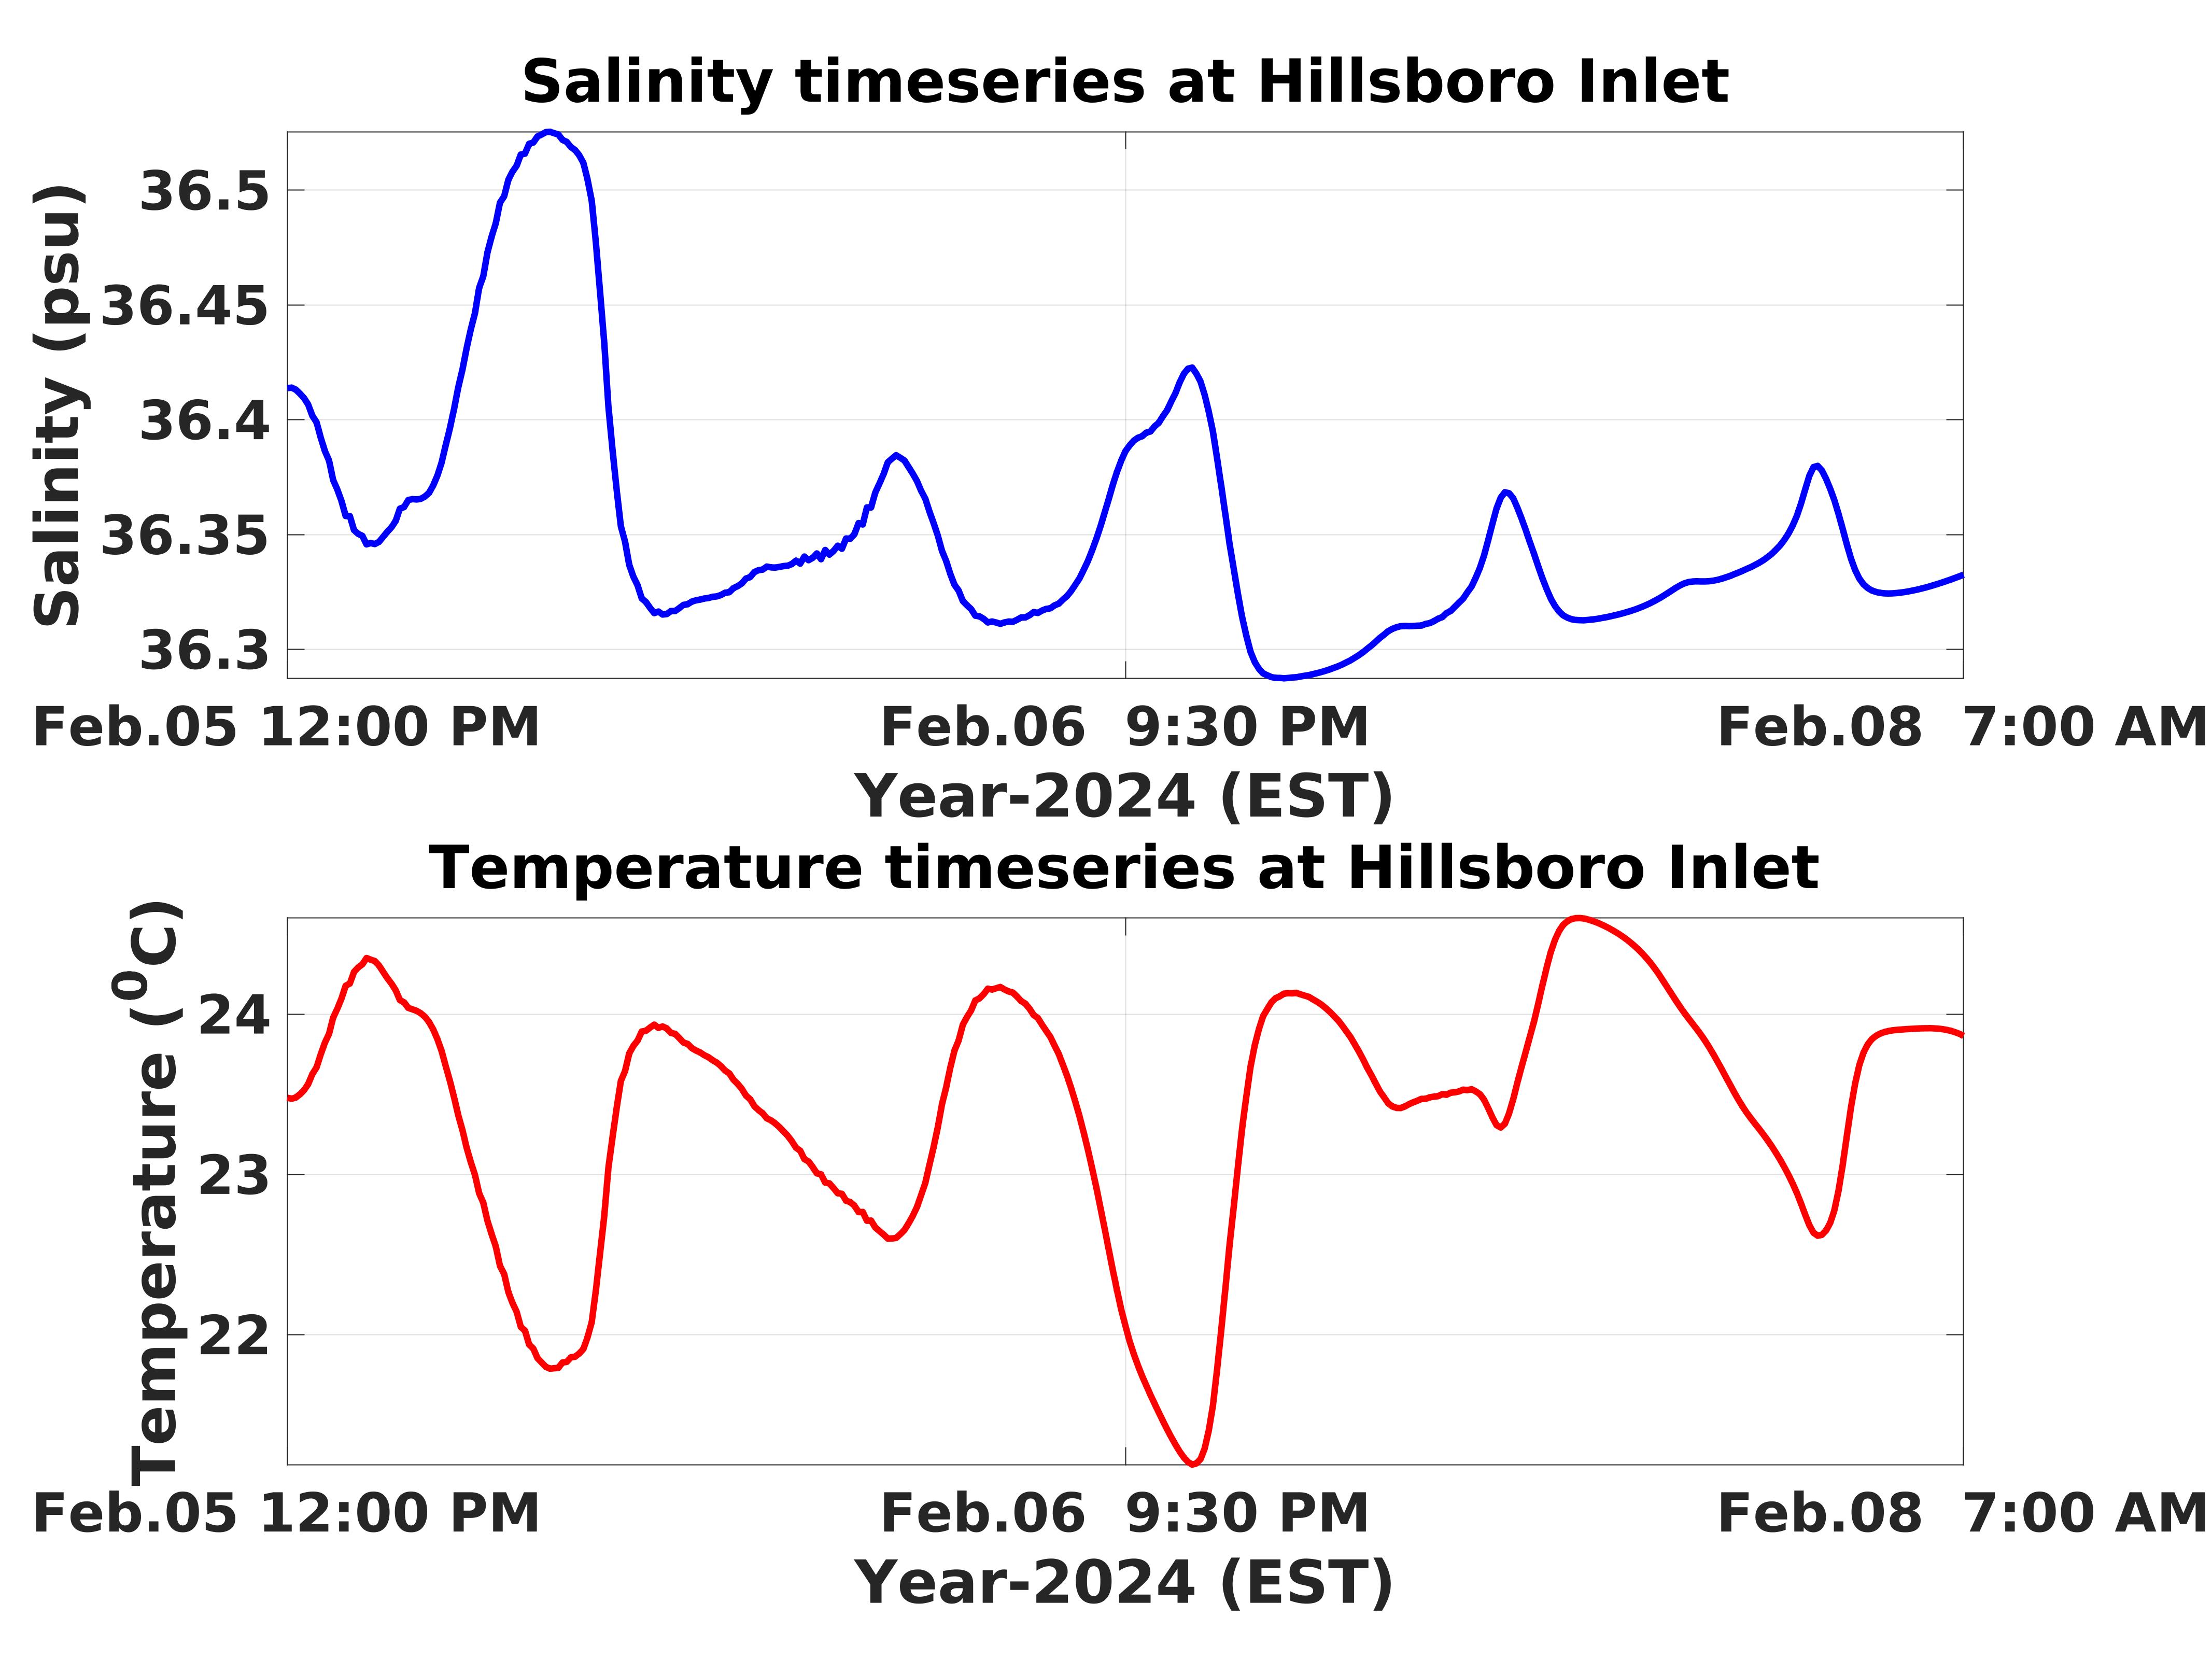 Salinity timeseries at Hillsboro Inlet
Salinity (psu)
36.5
36.45
36.4
36.35
36.3
Feb.05 12:00 PM Feb.06  9:30 PM Feb.08  7:00 AM
Year-2024 (EST)
Temperature timeseries at Hillsboro Inlet
Temperature (⁰C)
24
23
22
Feb.05 12:00 PM Feb.06  9:30 PM Feb.08  7:00 AM
Year-2024 (EST)